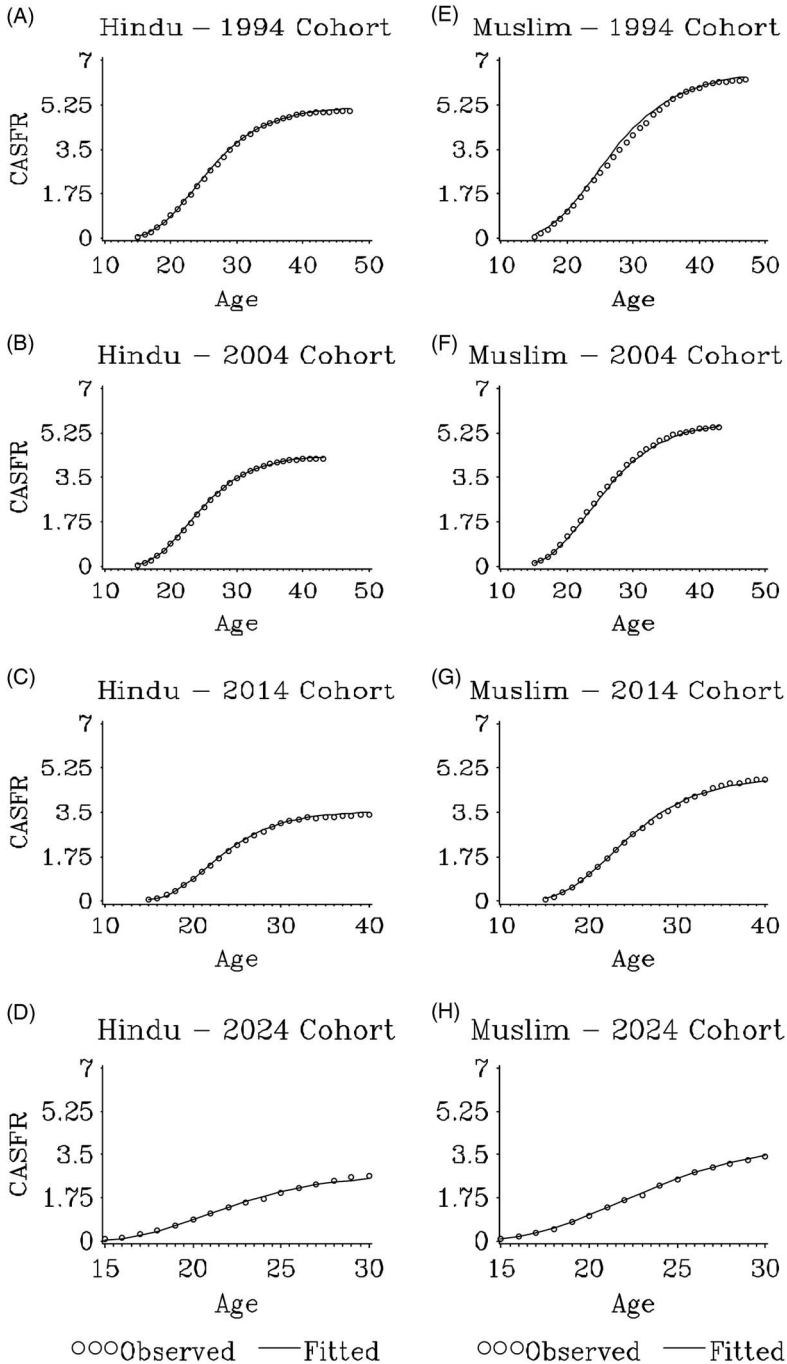 (A) Hindu – 1994 Cohort
7
5.25
3.5
1.75
0
CASFR
10 20 30 40 50
Age
(E) Muslim – 1994 Cohort
7
5.25
3.5
1.75
0
10 20 30 40 50
Age
(B) Hindu – 2004 Cohort
7
5.25
3.5
1.75
0
CASFR
10 20 30 40 50
Age
(F) Muslim – 2004 Cohort
7
5.25
3.5
1.75
0
10 20 30 40 50
Age
(C) Hindu – 2014 Cohort
7
5.25
3.5
1.75
0
CASFR
10 20 30 40
Age
(G) Muslim – 2014 Cohort
7
5.25
3.5
1.75
0
10 20 30 40
Age
(D) Hindu – 2024 Cohort
7
5.25
3.5
1.75
0
CASFR
15 20 25 30
Age
(H) Muslim – 2024 Cohort
7
5.25
3.5
1.75
0
15 20 25 30
Age
Observed Fitted
Observed Fitted